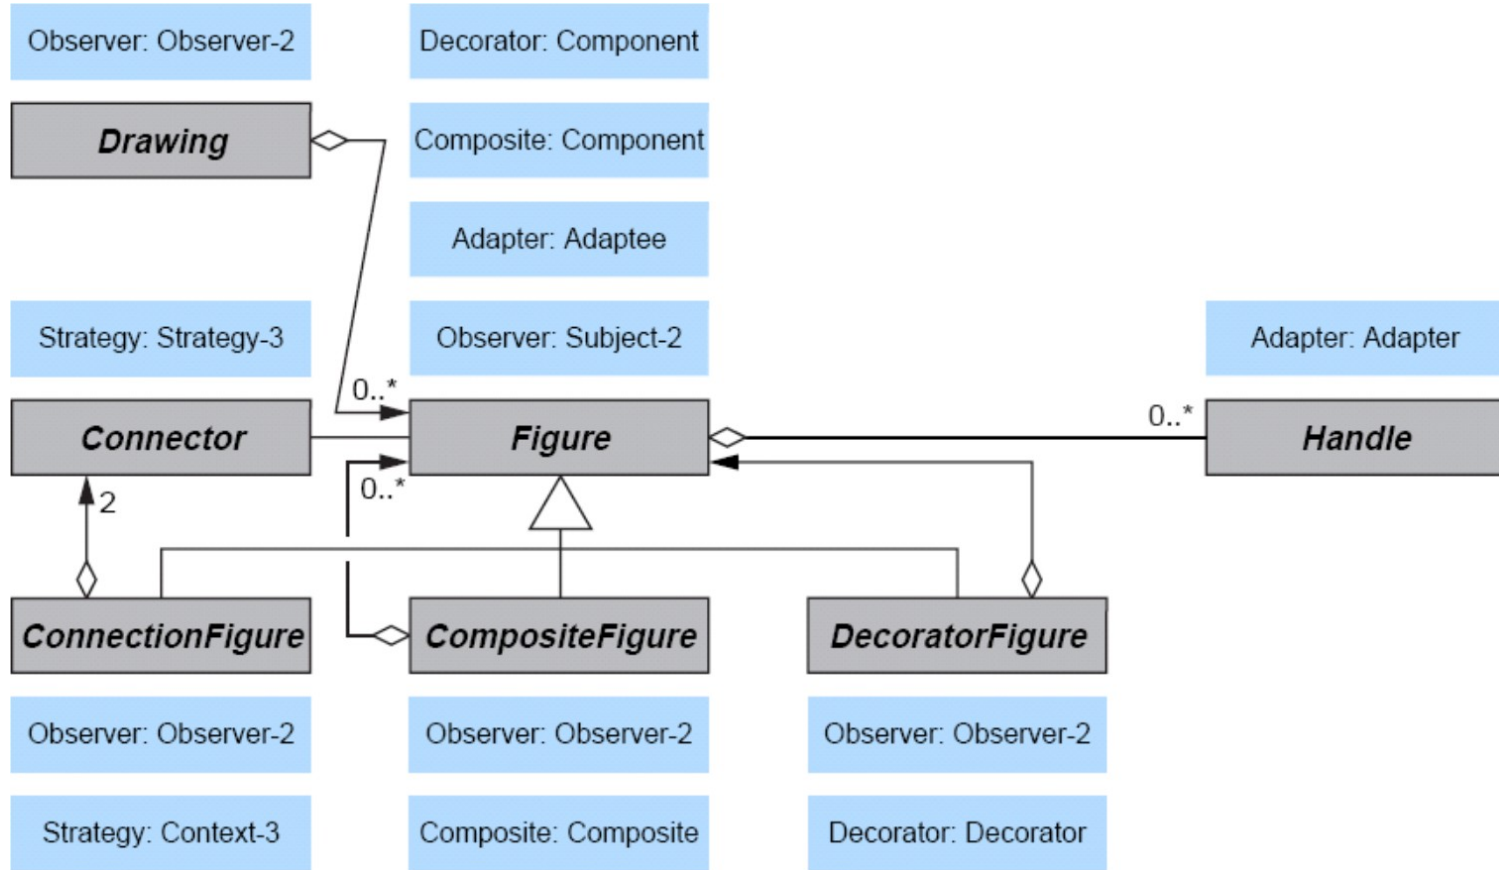 Observer: Observer-2
Decorator: Component
Drawing
Composite: Component
Adapter: Adaptee
Strategy: Strategy-3
Observer: Subject-2
Adapter: Adapter
0..*
0..*
Connector
Figure
Handle
0..*
2
ConnectionFigure
CompositeFigure
DecoratorFigure
Observer: Observer-2
Observer: Observer-2
Observer: Observer-2
Strategy: Context-3
Composite: Composite
Decorator: Decorator